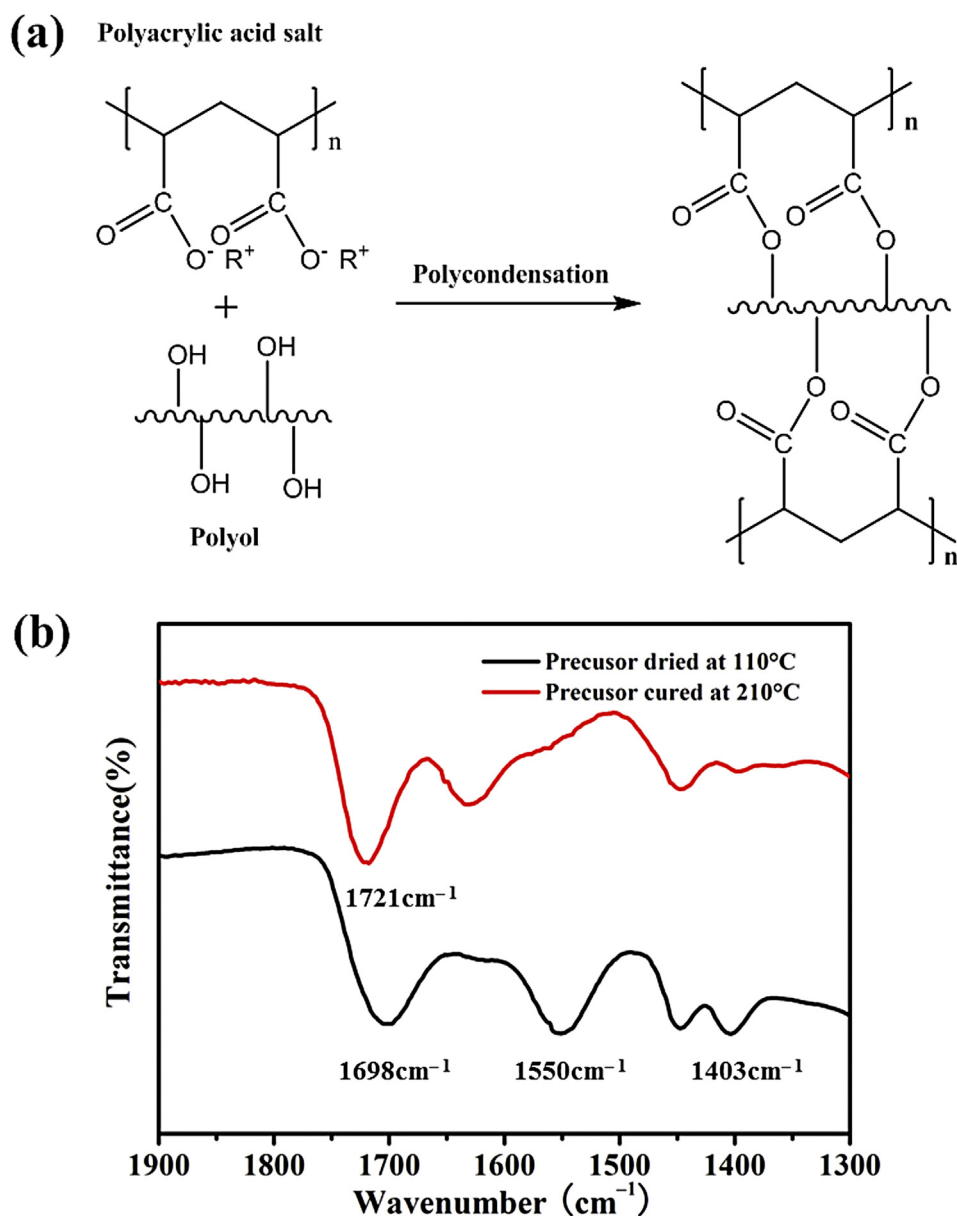 (a) Polyacrylic acid salt
n
n
C
C
C
C
O
O
O
O
O⁻ R⁺
O⁻ R⁺
O
O
Polycondensation
+
OH
OH
OH
OH
O
O
O
O
C
C
Polyol
n
(b)
Precusor dried at 110°C
Precusor cured at 210°C
Transmittance(%)
1721cm⁻¹
1698cm⁻¹
1550cm⁻¹
1403cm⁻¹
1900 1800 1700 1600 1500 1400 1300
Wavenumber (cm⁻¹)